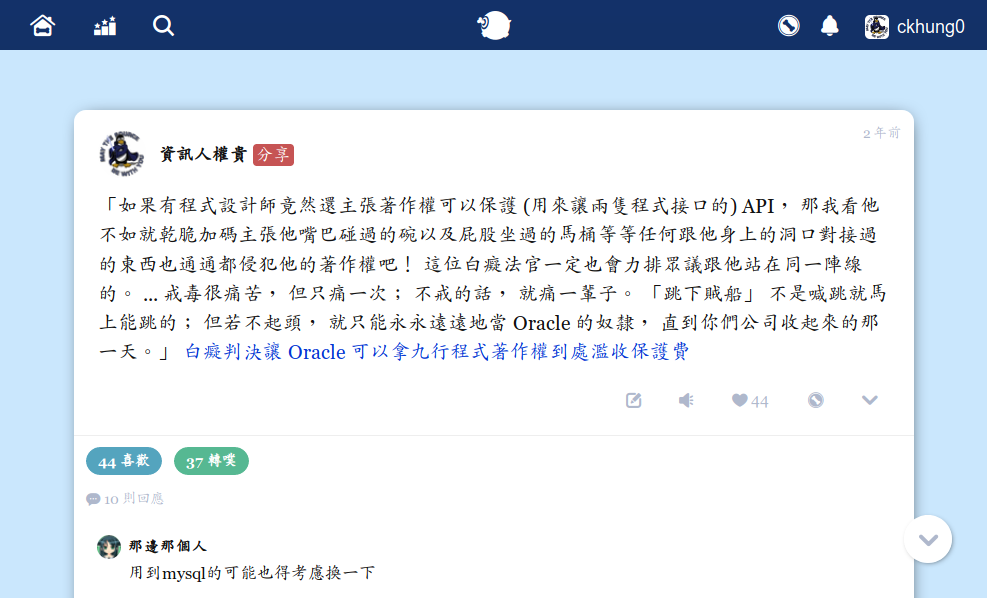 ckhung0
2 年前
資訊人權貴 分享
「如果有程式設計師竟然還主張著作權可以保護 (用來讓兩隻程式接口的) API， 那我看他
不如就乾脆加碼主張他嘴巴碰過的碗以及屁股坐過的馬桶等等任何跟他身上的洞口對接過
的東西也通通都侵犯他的著作權吧！ 這位白癡法官一定也會力排眾議跟他站在同一陣線
的。 ... 戒毒很痛苦， 但只痛一次； 不戒的話， 就痛一輩子。 「跳下賊船」 不是喊跳就馬
上能跳的； 但若不起頭， 就只能永永遠遠地當 Oracle 的奴隸， 直到你們公司收起來的那
一天。」 白癡判決讓 Oracle 可以拿九行程式著作權到處濫收保護費
44
44 喜歡 37 轉噗
10 則回應
那邊那個人
用到mysql的可能也得考慮換一下